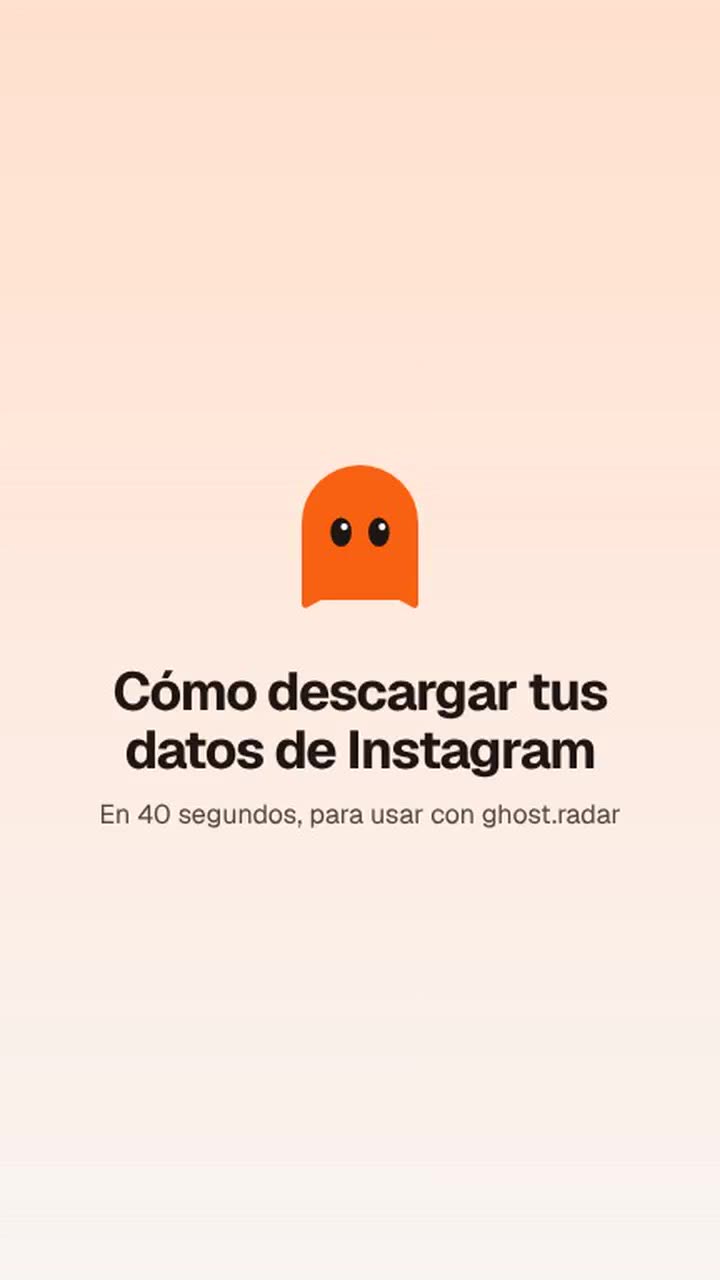 Cómo descargar tus
datos de Instagram
En 40 segundos, para usar con ghost.radar